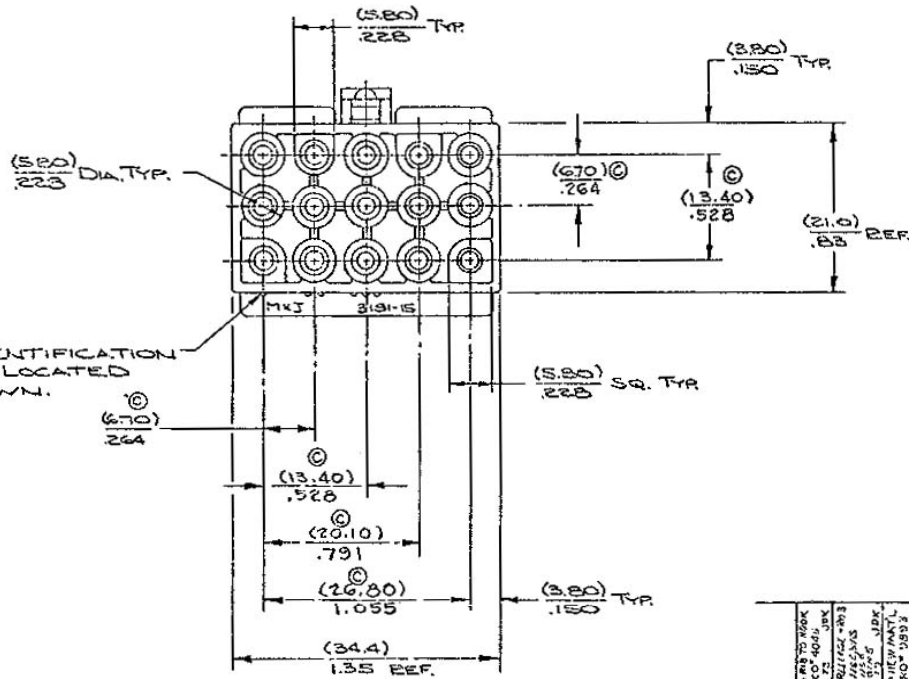 (5.80)
.228 TYP.
(3.80)
.150 TYP.
(5.80)
.223 DIA. TYP.
(6.70) Ⓒ
.264
Ⓒ
(13.40)
.528
(21.0)
.83 REF.
MXJ 3191-15
ENTIFICATION
LOCATED
WN.
(5.80)
.228 SQ. TYP.
Ⓒ
(6.70)
.264
Ⓒ
(13.40)
.528
Ⓒ
(20.10)
.791
Ⓒ
(26.80)
1.055
(3.80)
.150 TYP.
(34.4)
1.35 REF.